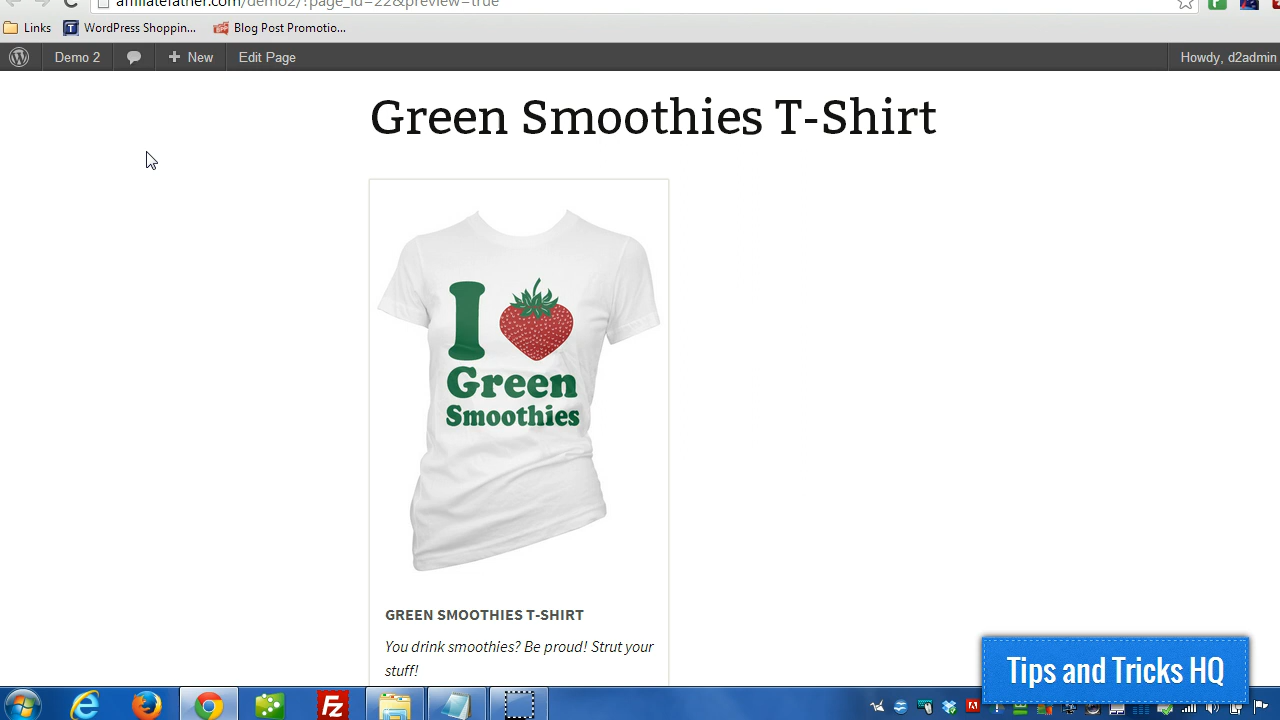 affiliatefather.com/demo2/?page_id=22&preview=true
Links
WordPress Shoppin...
Blog Post Promotio...
Demo 2
New
Edit Page
Howdy, d2admin
Green Smoothies T-Shirt
I
Green
Smoothies
GREEN SMOOTHIES T-SHIRT
You drink smoothies? Be proud! Strut your
stuff!
Tips and Tricks HQ